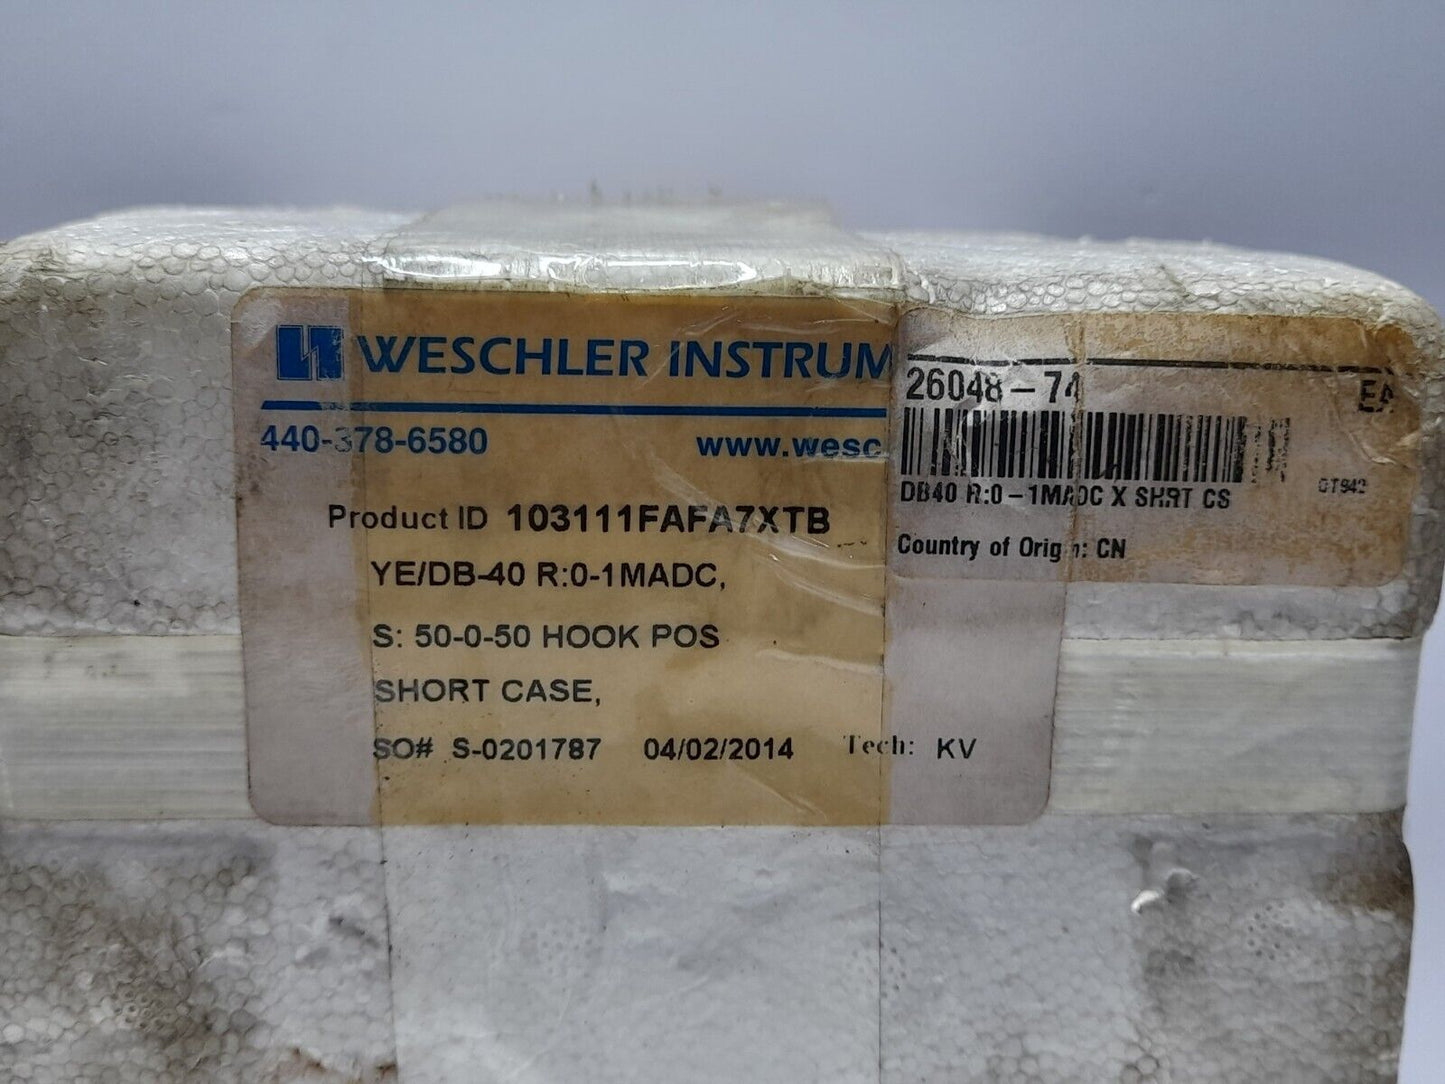 WESCHLER INSTRUM
440-378-6580 www.wesc
Product ID 103111FAFA7XTB
YE/DB-40 R:0-1MADC,
S: 50-0-50 HOOK POS
SHORT CASE,
SO# S-0201787 04/02/2014 Tech: KV
26048-74 EA
DB40 R:0-1MADC X SHRT CS
Country of Origin: CN